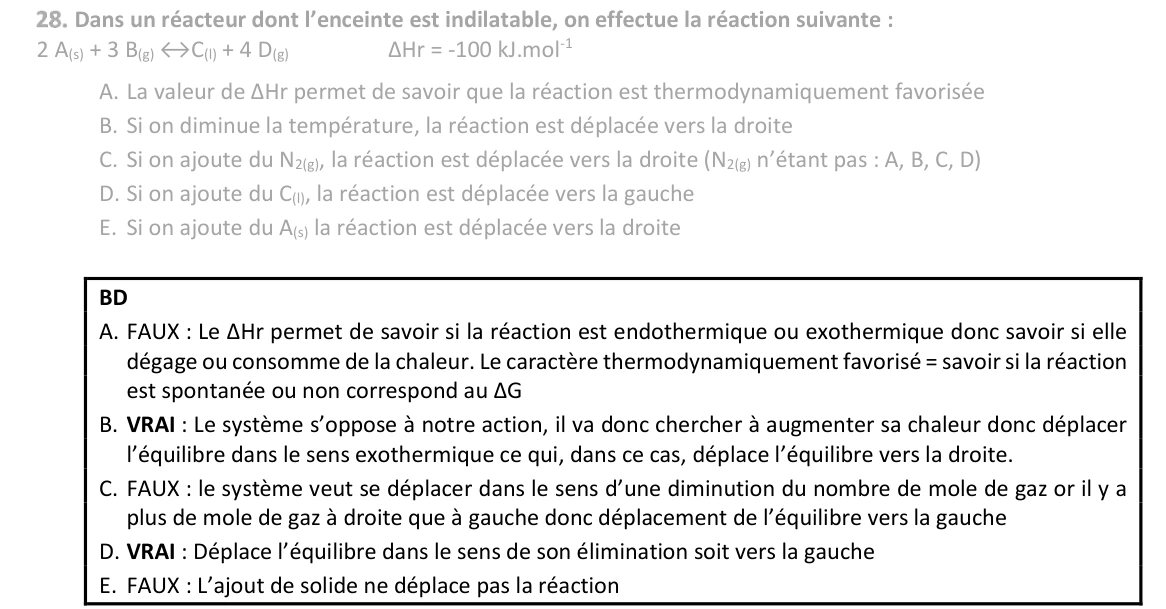 28. Dans un réacteur dont l’enceinte est indilatable, on effectue la réaction suivante :
2 A(s) + 3 B(g) ↔C(l) + 4 D(g) ΔHr = -100 kJ.mol-1
A. La valeur de ΔHr permet de savoir que la réaction est thermodynamiquement favorisée
B. Si on diminue la température, la réaction est déplacée vers la droite
C. Si on ajoute du N2(g), la réaction est déplacée vers la droite (N2(g) n’étant pas : A, B, C, D)
D. Si on ajoute du C(l), la réaction est déplacée vers la gauche
E. Si on ajoute du A(s) la réaction est déplacée vers la droite
BD
A. FAUX : Le ΔHr permet de savoir si la réaction est endothermique ou exothermique donc savoir si elle
dégage ou consomme de la chaleur. Le caractère thermodynamiquement favorisé = savoir si la réaction
est spontanée ou non correspond au ΔG
B. VRAI : Le système s’oppose à notre action, il va donc chercher à augmenter sa chaleur donc déplacer
l’équilibre dans le sens exothermique ce qui, dans ce cas, déplace l’équilibre vers la droite.
C. FAUX : le système veut se déplacer dans le sens d’une diminution du nombre de mole de gaz or il y a
plus de mole de gaz à droite que à gauche donc déplacement de l’équilibre vers la gauche
D. VRAI : Déplace l’équilibre dans le sens de son élimination soit vers la gauche
E. FAUX : L’ajout de solide ne déplace pas la réaction